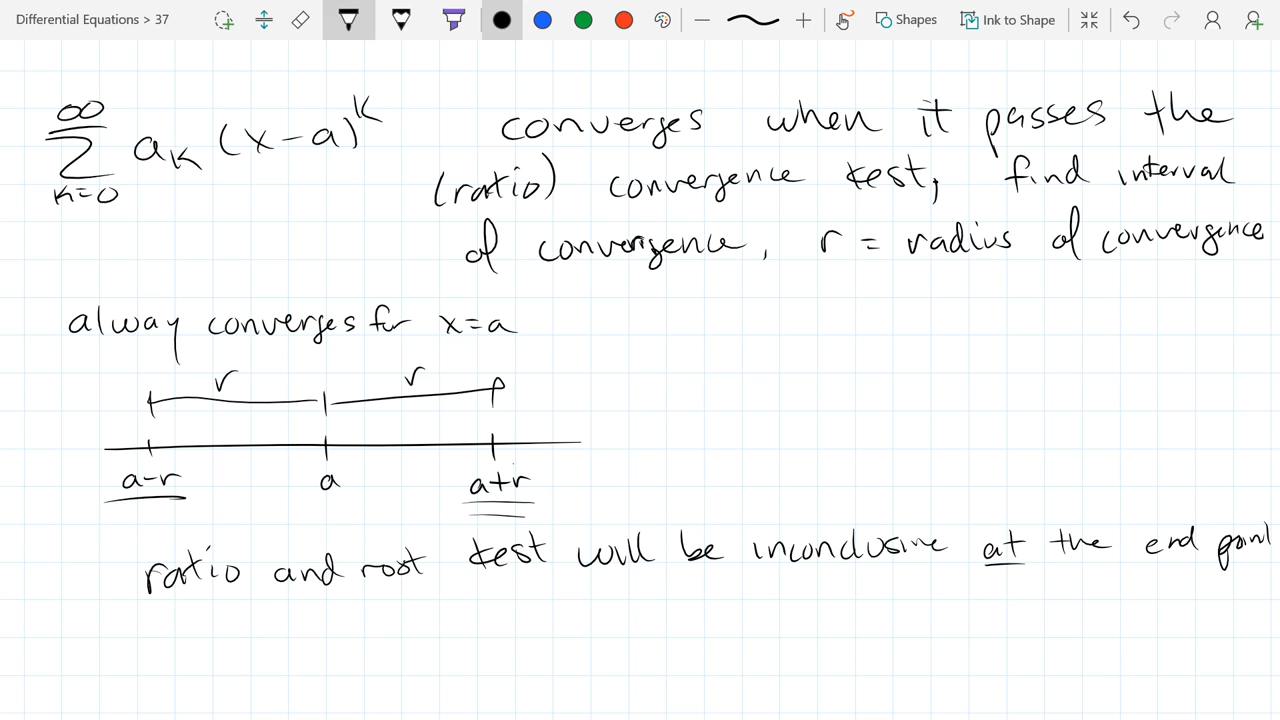 Differential Equations > 37
Shapes
Ink to Shape
∞
∑ aₖ (x-a)ᵏ
k=0
converges when it passes the
(ratio) convergence test, find interval
of convergence, r = radius of convergence
alway converges for x=a
r r
a-r a a+r
ratio and root test will be inconclusive at the end point